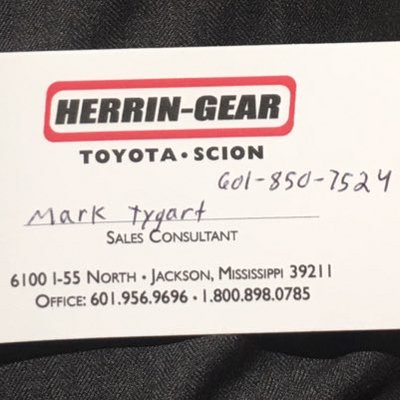 HERRIN-GEAR
TOYOTA • SCION
601-850-7524
Mark Tygart
SALES CONSULTANT
6100 I-55 NORTH • JACKSON, MISSISSIPPI 39211
OFFICE: 601.956.9696 • 1.800.898.0785